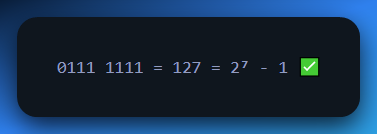 0111 1111 = 127 = 2⁷ - 1 ✅